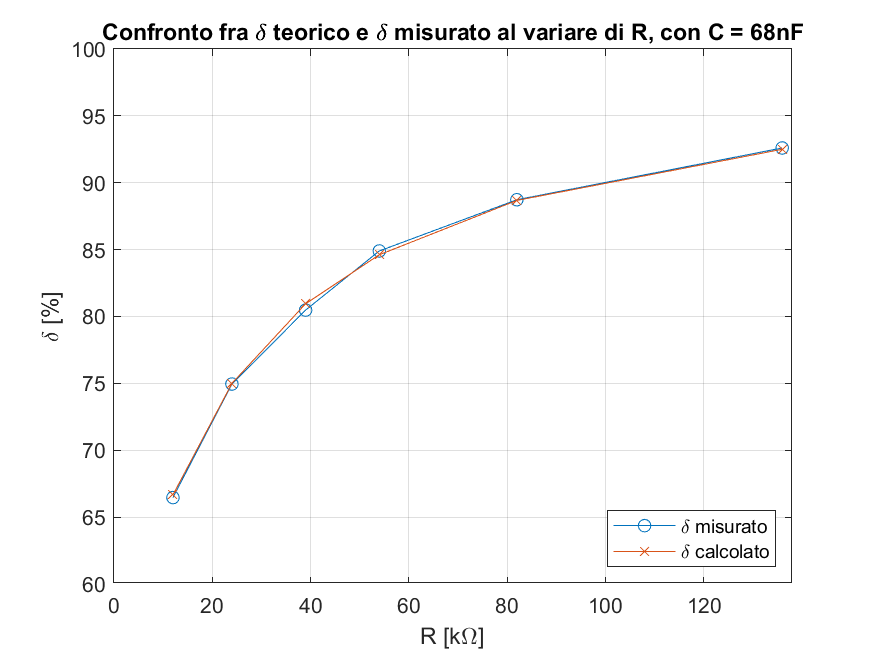 Confronto fra δ teorico e δ misurato al variare di R, con C = 68nF
100
95
90
85
80
75
70
65
60
δ [%]
0 20 40 60 80 100 120
R [kΩ]
δ misurato
δ calcolato